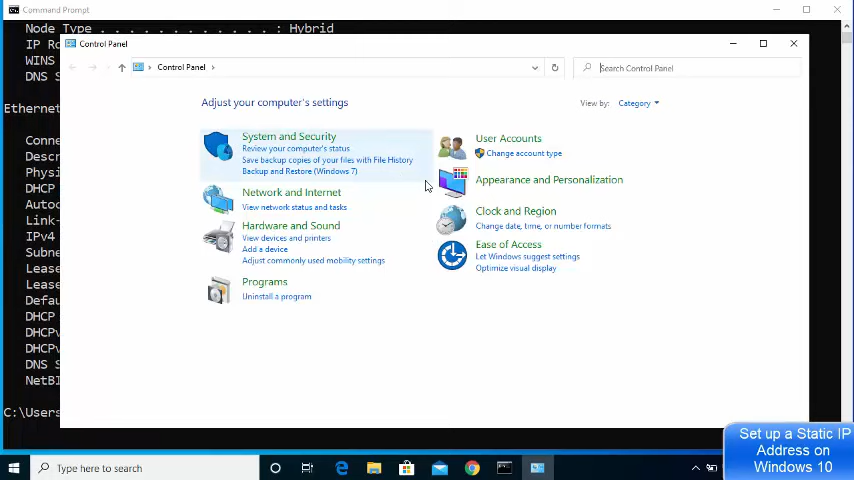 Command Prompt
Node Type . . . . . . . . . . . . : Hybrid
IP Ro
WINS
DNS S
Ethernet
Conne
Descr
Physi
DHCP
Autoc
Link-
IPv4
Subne
Lease
Lease
Defau
DHCP
DHCPv
DHCPv
DNS S
NetBI
C:\Users
Control Panel
Control Panel
Search Control Panel
Adjust your computer's settings
View by: Category
System and Security
Review your computer's status
Save backup copies of your files with File History
Backup and Restore (Windows 7)
Network and Internet
View network status and tasks
Hardware and Sound
View devices and printers
Add a device
Adjust commonly used mobility settings
Programs
Uninstall a program
User Accounts
Change account type
Appearance and Personalization
Clock and Region
Change date, time, or number formats
Ease of Access
Let Windows suggest settings
Optimize visual display
Type here to search
Set up a Static IP
Address on
Windows 10